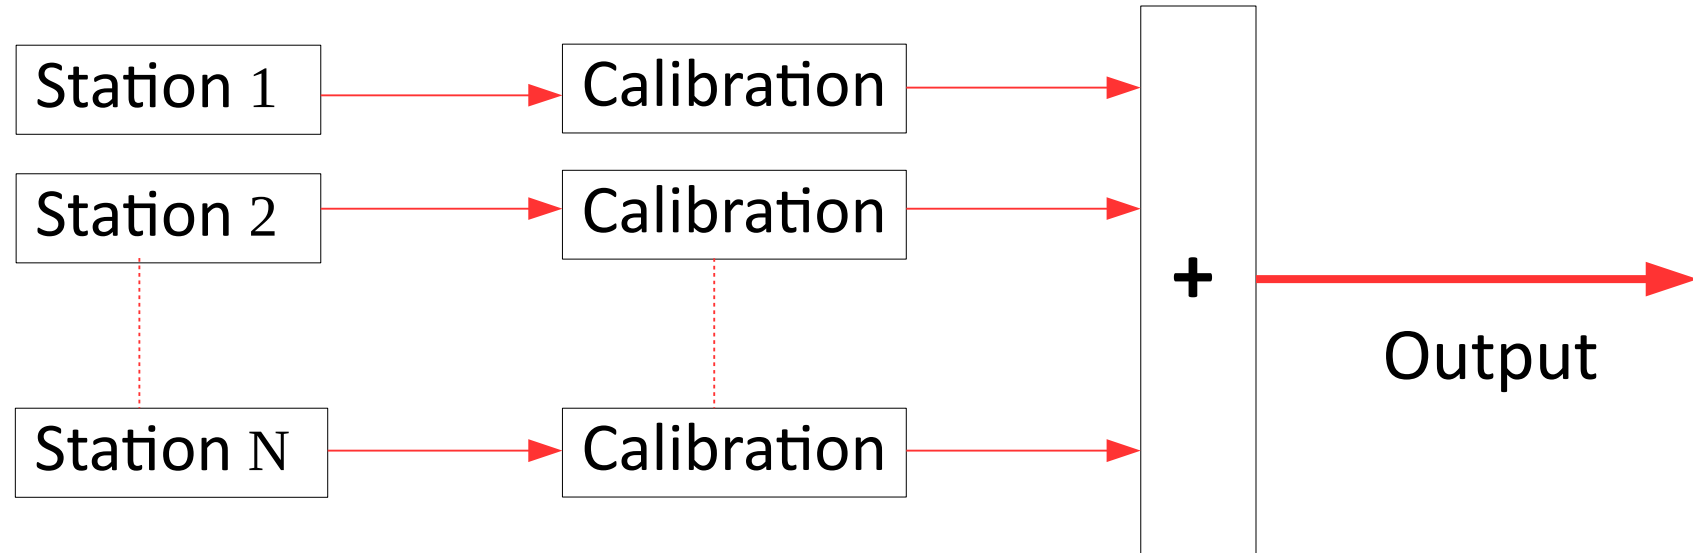 Station 1
Calibration
Station 2
Calibration
+
Output
Station N
Calibration